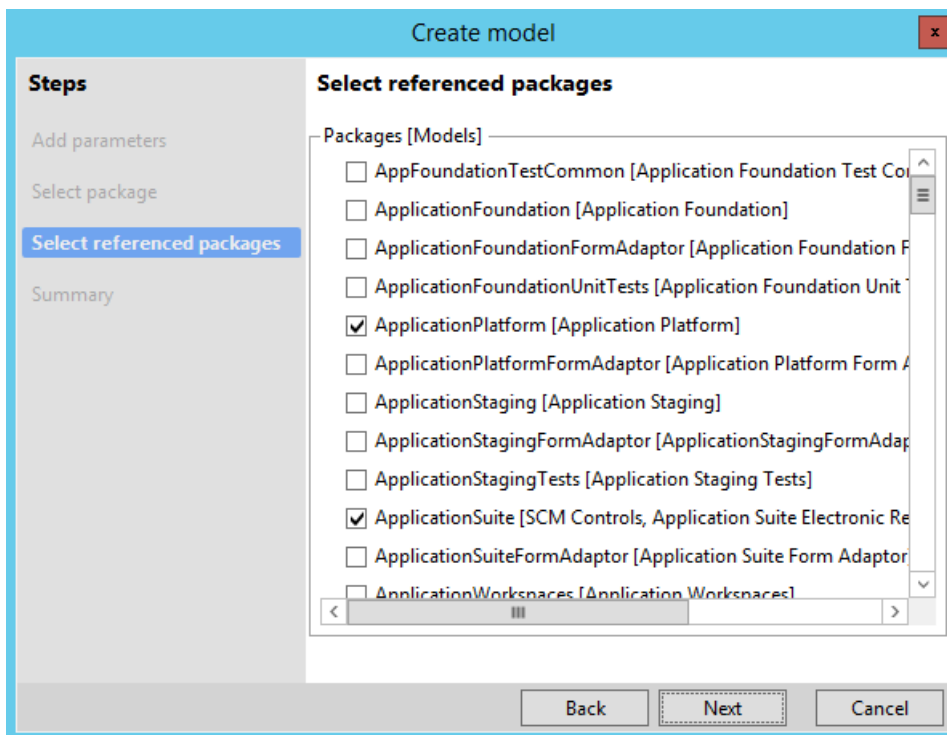 Create model
x
Steps
Add parameters
Select package
Select referenced packages
Summary
Select referenced packages
Packages [Models]
AppFoundationTestCommon [Application Foundation Test
ApplicationFoundation [Application Foundation]
ApplicationFoundationFormAdaptor [Application Foundation
ApplicationFoundationUnitTests [Application Foundation Unit
ApplicationPlatform [Application Platform]
ApplicationPlatformFormAdaptor [Application Platform Form
ApplicationStaging [Application Staging]
ApplicationStagingFormAdaptor [ApplicationStagingFormAdap
ApplicationStagingTests [Application Staging Tests]
ApplicationSuite [SCM Controls, Application Suite Electronic Re
ApplicationSuiteFormAdaptor [Application Suite Form Adaptor]
ApplicationWorkspaces [Application Workspaces]
Back
Next
Cancel